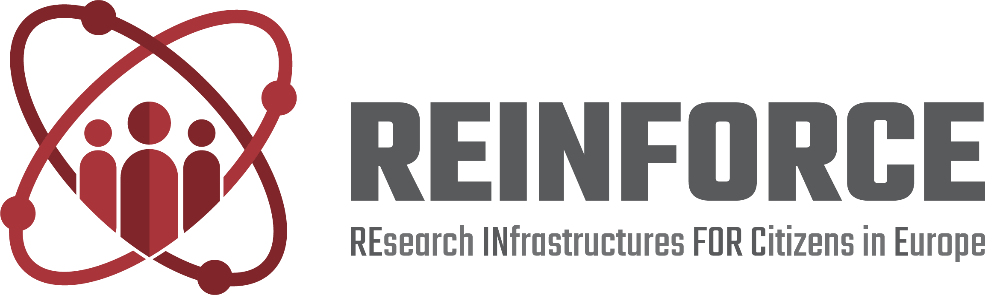 REINFORCE
REsearch INfrastructures FOR Citizens in Europe